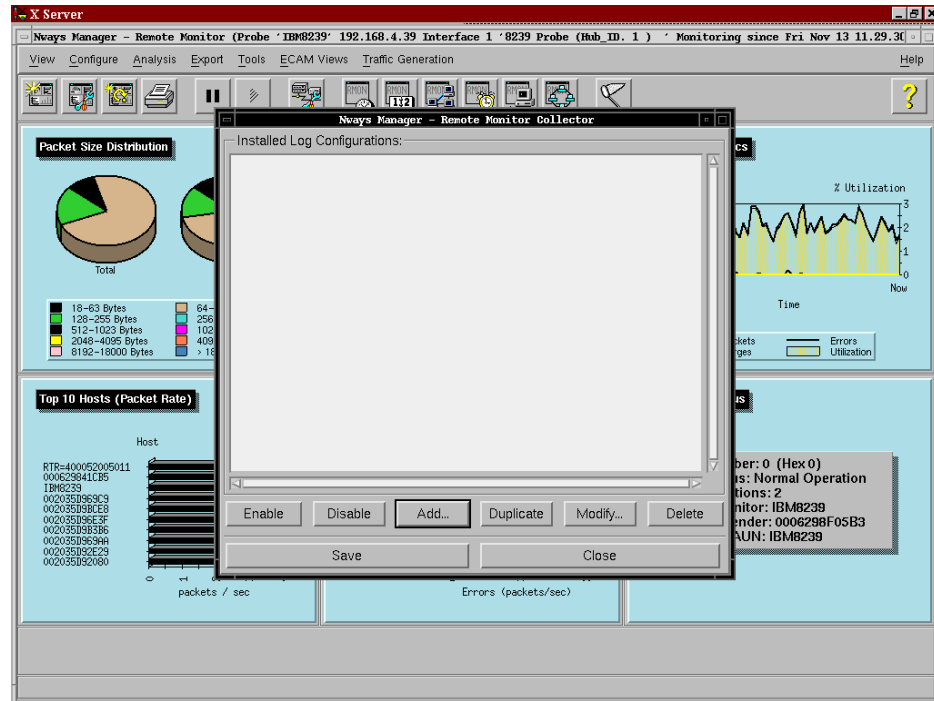 X Server
Nways Manager - Remote Monitor (Probe 'IBM8239' 192.168.4.39 Interface 1 '8239 Probe (Hub_ID. 1 ) ' Monitoring since Fri Nov 13 11.29.30
View Configure Analysis Export Tools ECAM Views Traffic Generation Help
RMON RMON RMON RMON RMON RMON
?
Nways Manager - Remote Monitor Collector
Installed Log Configurations:
Packet Size Distribution
Total
18-63 Bytes
128-255 Bytes
512-1023 Bytes
2048-4095 Bytes
8192-18000 Bytes
64-
256
102
409
> 18
cs
% Utilization
3
2
1
0
Now
Time
kets
rges
Errors
Utilization
Top 10 Hosts (Packet Rate)
Host
RTR=400052005011
000629841CB5
IBM8239
002035D969C9
002035D9BCE8
002035D96E3F
002035D9B3B6
002035D969AA
002035D92E29
002035D92080
0 1
packets / sec
Enable Disable Add... Duplicate Modify... Delete
Save Close
Errors (packets/sec)
us
ber: 0 (Hex 0)
us: Normal Operation
tions: 2
nitor: IBM8239
ender: 0006298F05B3
AUN: IBM8239